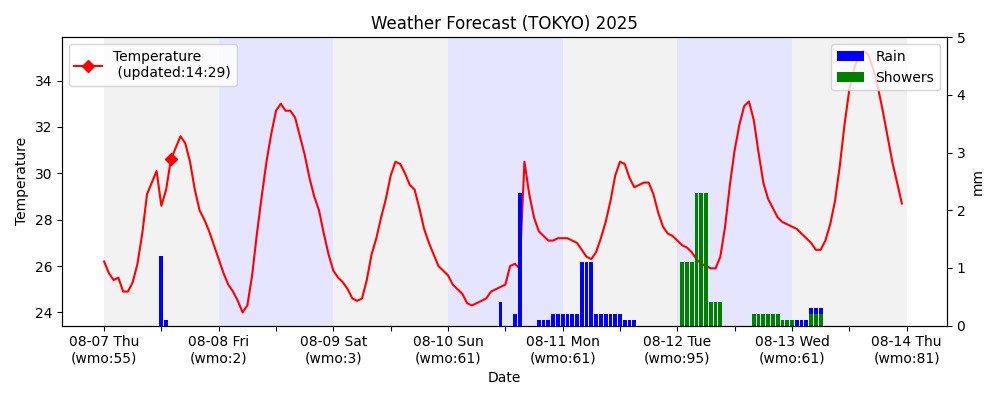 Weather Forecast (TOKYO) 2025
Temperature
(updated:14:29)
Rain
Showers
Temperature
34
32
30
28
26
24
5
4
3
2
1
0
mm
08-07 Thu
(wmo:55)
08-08 Fri
(wmo:2)
08-09 Sat
(wmo:3)
08-10 Sun
(wmo:61)
08-11 Mon
(wmo:61)
08-12 Tue
(wmo:95)
08-13 Wed
(wmo:61)
08-14 Thu
(wmo:81)
Date